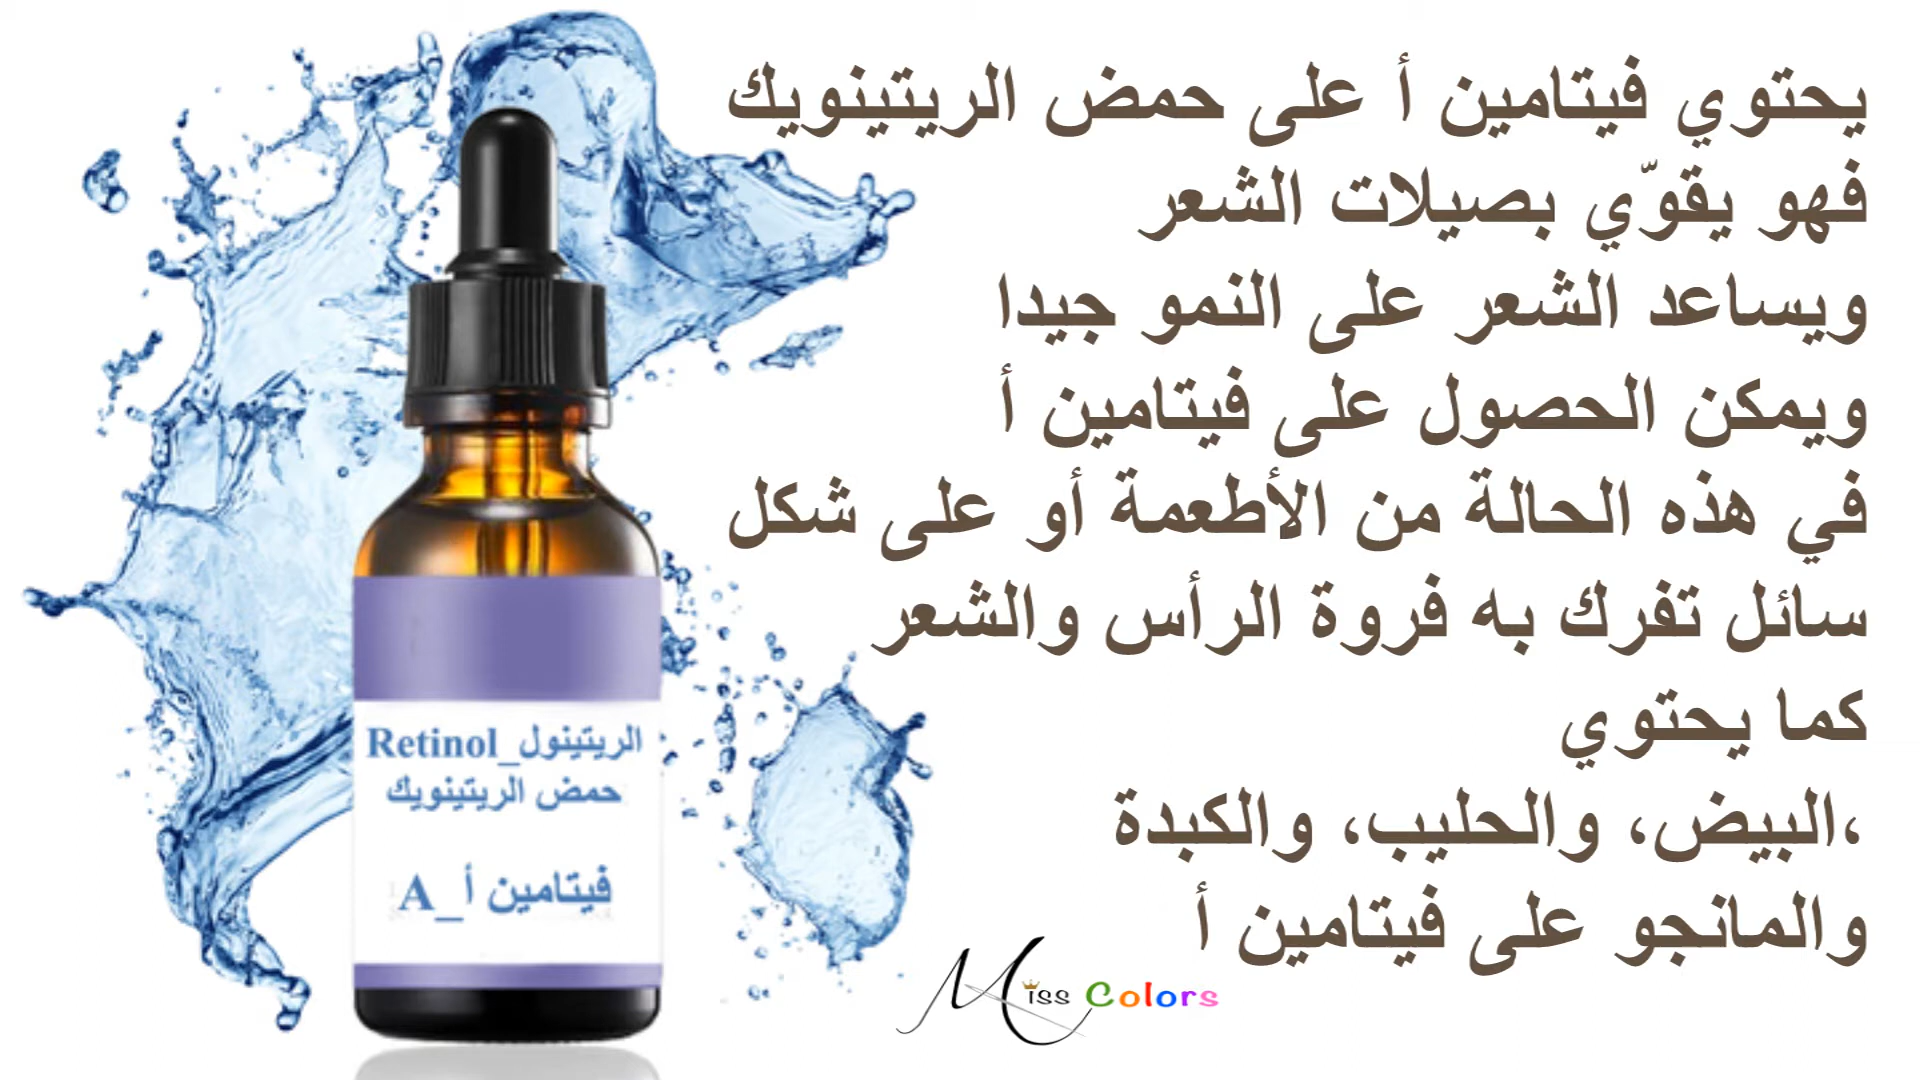 يحتوي فيتامين أ على حمض الريتينويك
فهو يقوّي بصيلات الشعر
ويساعد الشعر على النمو جيدا
ويمكن الحصول على فيتامين أ
في هذه الحالة من الأطعمة أو على شكل
سائل تفرك به فروة الرأس والشعر
كما يحتوي
،البيض، والحليب، والكبدة
والمانجو على فيتامين أ
الريتينول_Retinol
حمض الريتينويك
فيتامين أ_A
Miss Colors